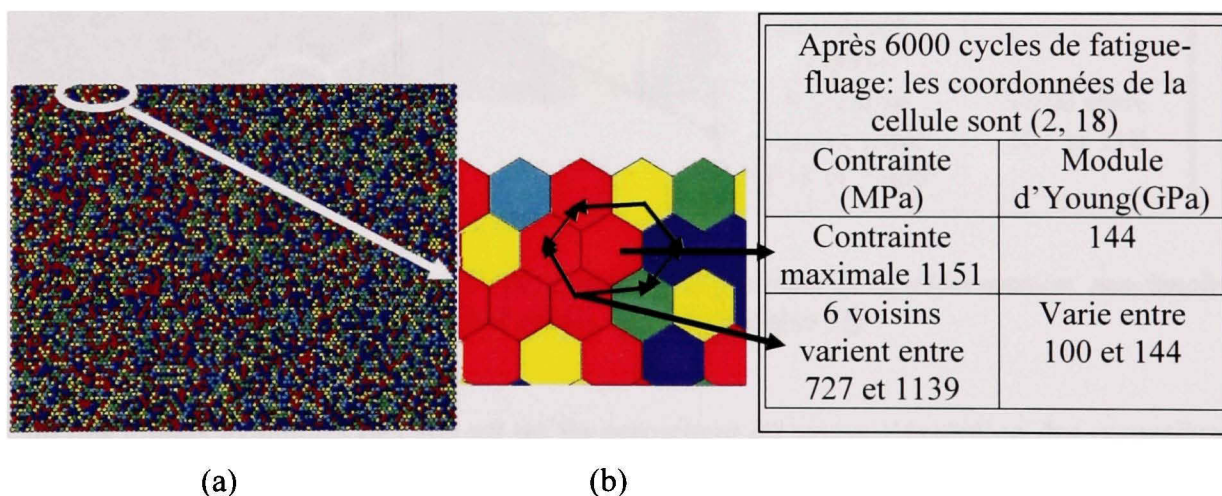 Après 6000 cycles de fatigue-
fluage: les coordonnées de la
cellule sont (2, 18)
Contrainte
(MPa)
Module
d’Young(GPa)
Contrainte
maximale 1151
144
6 voisins
varient entre
727 et 1139
Varie entre
100 et 144
(a)
(b)